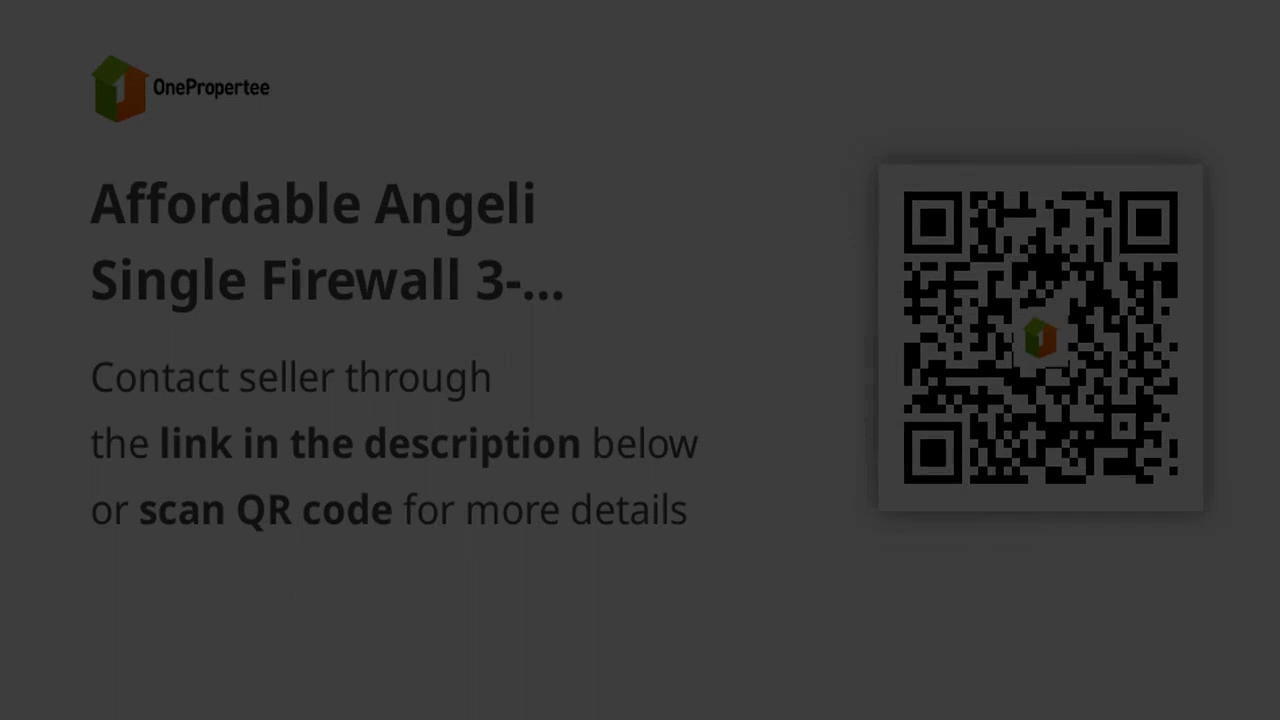 OnePropertee
Affordable Angeli
Single Firewall 3-...
Contact seller through
the link in the description below
or scan QR code for more details